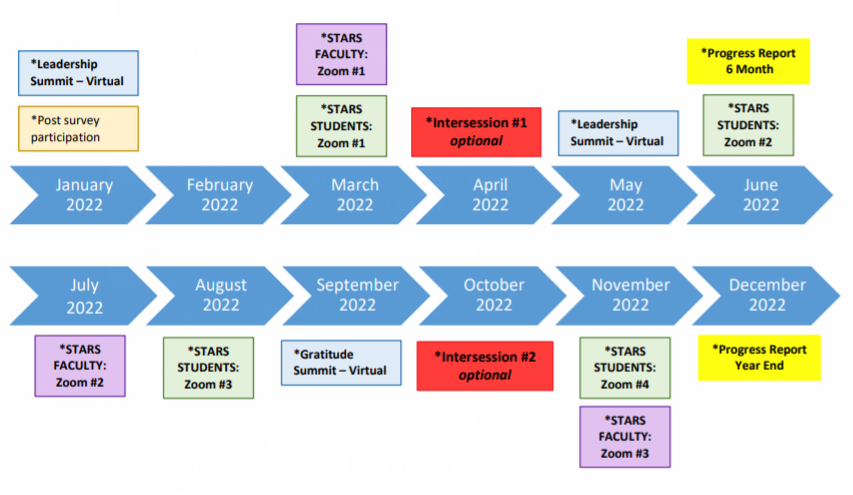 *Leadership
Summit – Virtual
*Post survey
participation
*STARS
FACULTY:
Zoom #1
*STARS
STUDENTS:
Zoom #1
*Intersession #1
optional
*Leadership
Summit – Virtual
*Progress Report
6 Month
*STARS
STUDENTS:
Zoom #2
January
2022
February
2022
March
2022
April
2022
May
2022
June
2022
July
2022
August
2022
September
2022
October
2022
November
2022
December
2022
*STARS
FACULTY:
Zoom #2
*STARS
STUDENTS:
Zoom #3
*Gratitude
Summit – Virtual
*Intersession #2
optional
*STARS
STUDENTS:
Zoom #4
*STARS
FACULTY:
Zoom #3
*Progress Report
Year End